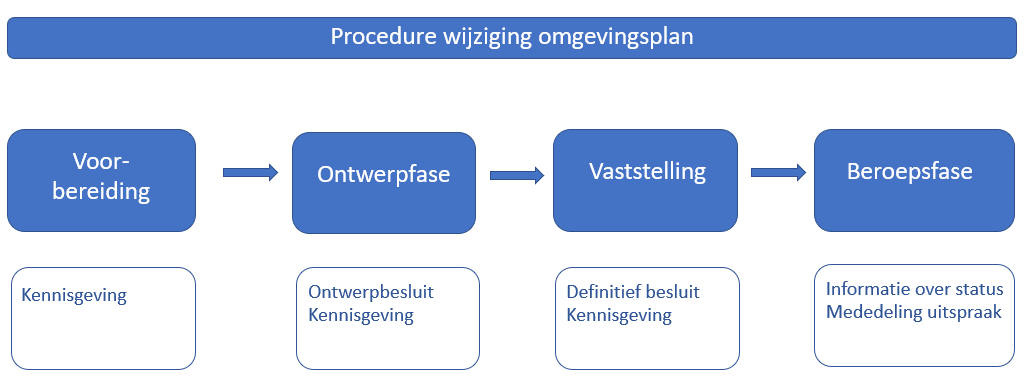 Procedure wijziging omgevingsplan
Voor-
bereiding
Ontwerpfase
Vaststelling
Beroepsfase
Kennisgeving
Ontwerpbesluit
Kennisgeving
Definitief besluit
Kennisgeving
Informatie over status
Mededeling uitspraak